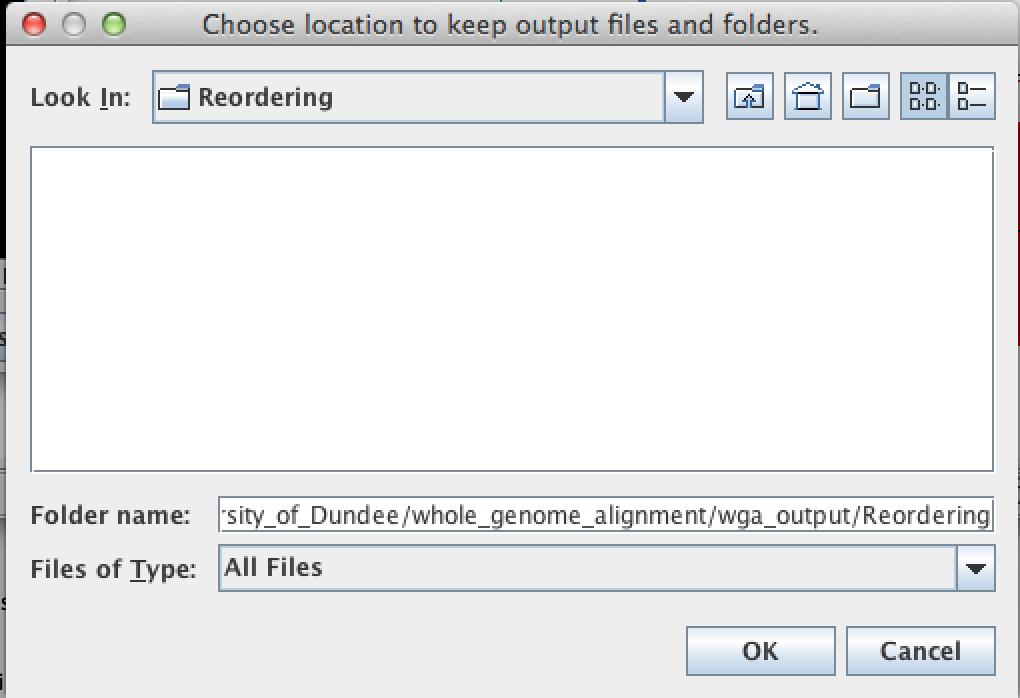 Choose location to keep output files and folders.
Look In:
Reordering
Folder name:
rsity_of_Dundee/whole_genome_alignment/wga_output/Reordering
Files of Type:
All Files
OK
Cancel